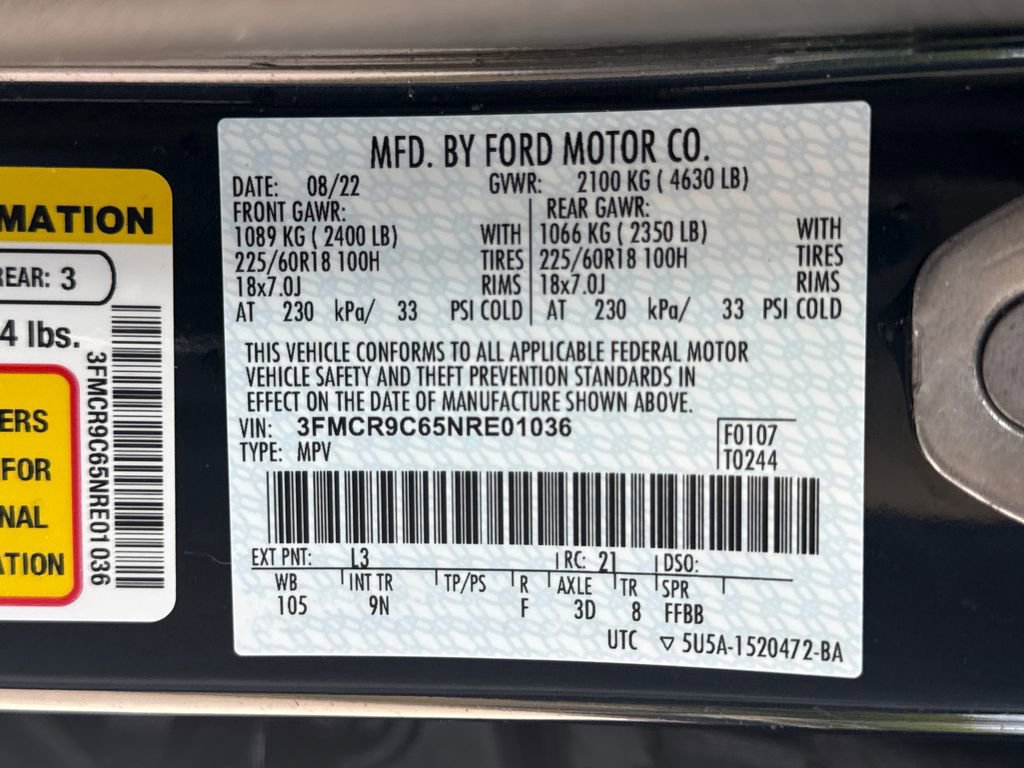 MATION
REAR: 3
4 lbs.
ERS
FOR
NAL
ATION
3FMCR9C65NRE01036
MFD. BY FORD MOTOR CO.
DATE: 08/22 GVWR: 2100 KG ( 4630 LB)
FRONT GAWR: REAR GAWR:
1089 KG ( 2400 LB) WITH 1066 KG ( 2350 LB) WITH
225/60R18 100H TIRES 225/60R18 100H TIRES
18x7.0J RIMS 18x7.0J RIMS
AT 230 kPa/ 33 PSI COLD AT 230 kPa/ 33 PSI COLD
THIS VEHICLE CONFORMS TO ALL APPLICABLE FEDERAL MOTOR
VEHICLE SAFETY AND THEFT PREVENTION STANDARDS IN
EFFECT ON THE DATE OF MANUFACTURE SHOWN ABOVE.
VIN: 3FMCR9C65NRE01036 F0107
TYPE: MPV T0244
EXT PNT: L3 RC: 21 DSO:
WB INT TR TP/PS R AXLE TR SPR
105 9N F 3D 8 FFBB
UTC ▽ 5U5A-1520472-BA